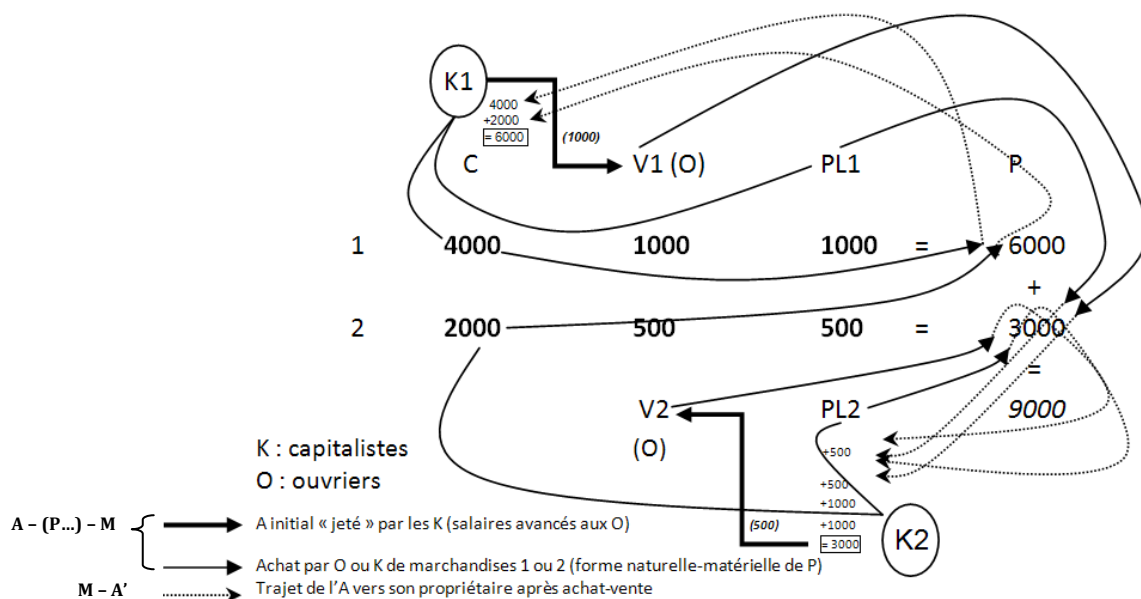 K1
4000
+2000
= 6000
(1000)
C V1 (O) PL1 P
1 4000 1000 1000 = 6000
+
2 2000 500 500 = 3000
=
V2 PL2 9000
(O)
K : capitalistes
O : ouvriers
+500
+500
+1000
+1000
= 3000
(500)
K2
A – (P…) – M
A initial « jeté » par les K (salaires avancés aux O)
Achat par O ou K de marchandises 1 ou 2 (forme naturelle-matérielle de P)
M – A’
Trajet de l’A vers son propriétaire après achat-vente